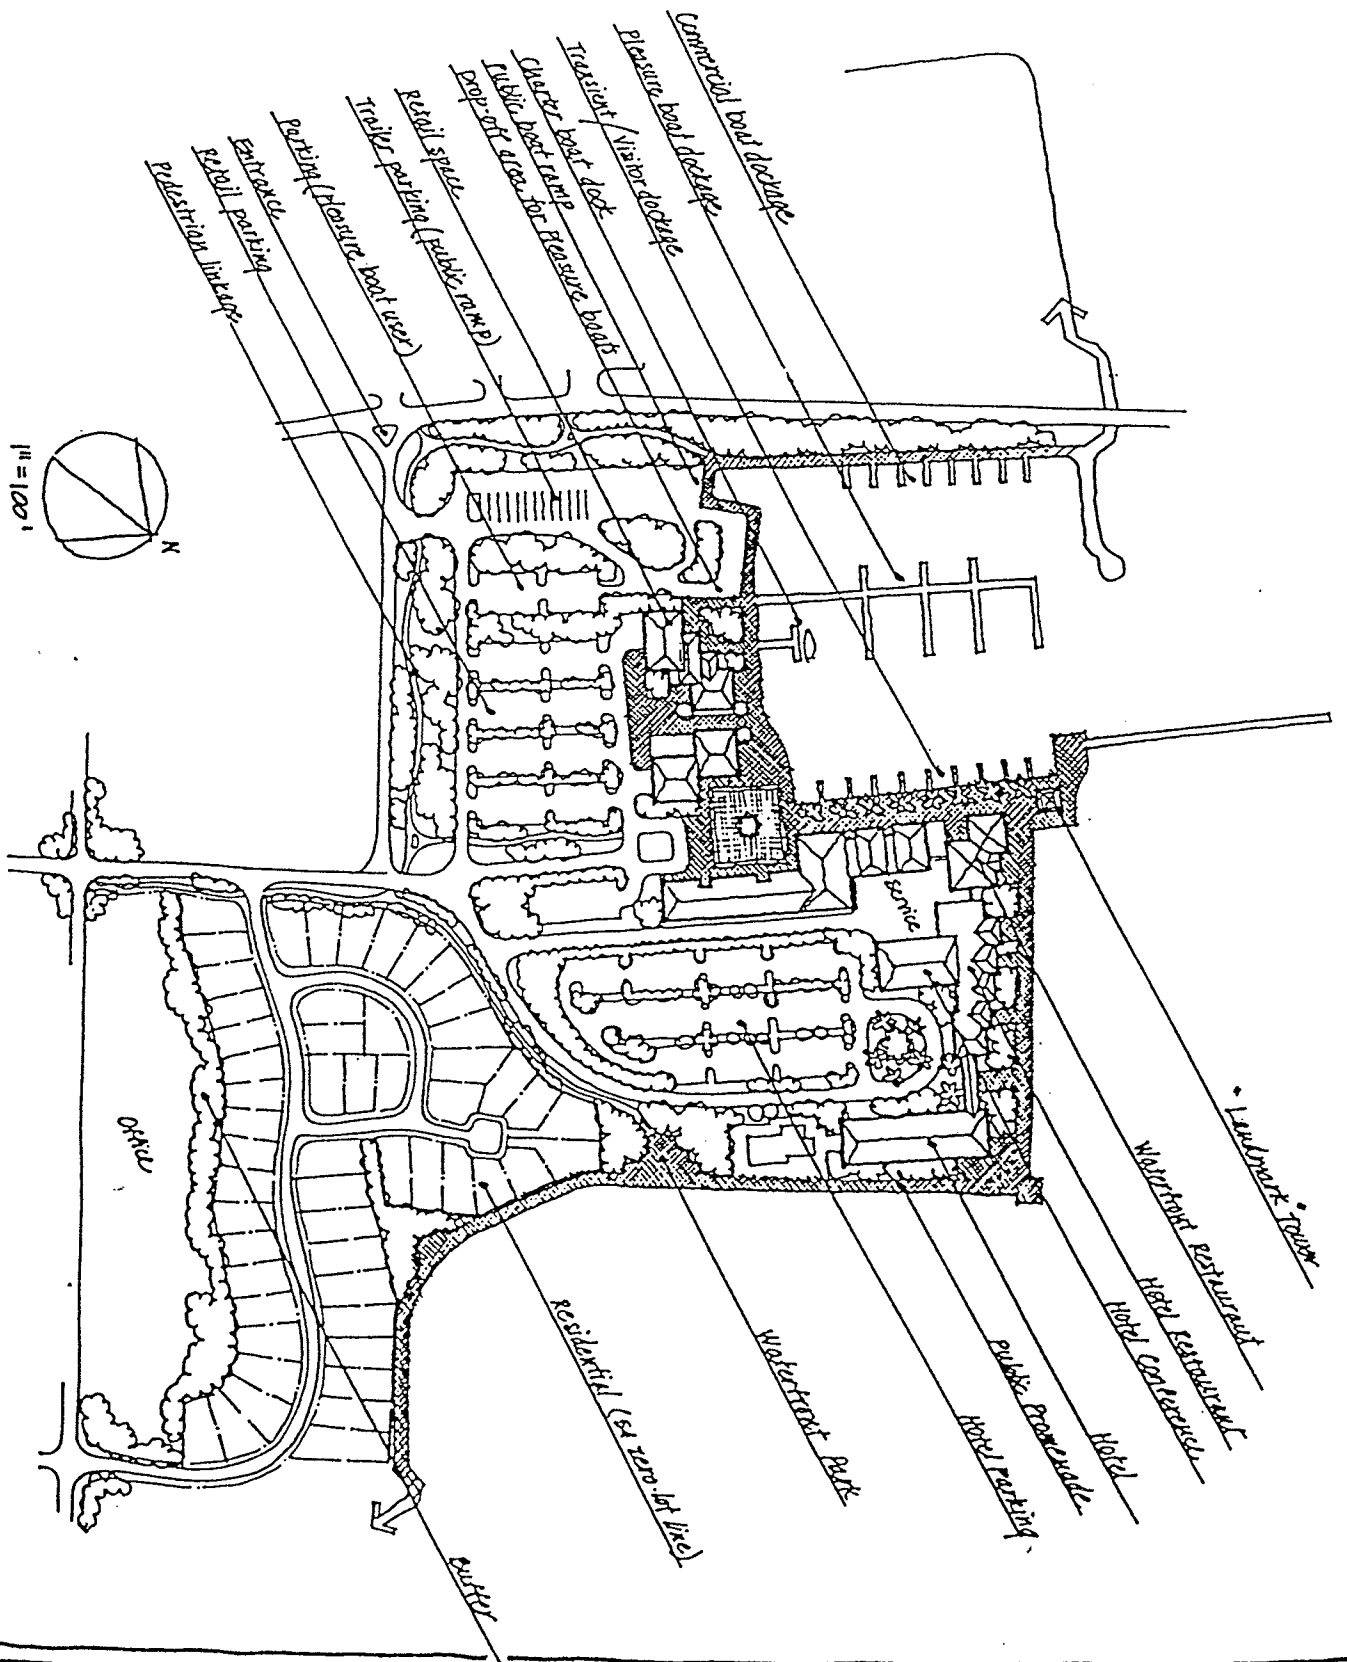 Commercial boat dockage
Pleasure boat dockage
Transient/Visitor dockage
Charter boat dock
Public boat ramp
Drop-off area for pleasure boats
Retail space
Trailer parking (public ramp)
Parking (pleasure boat user)
Entrance
Retail parking
Pedestrian linkage
1"=100'
N
service
office
"Landmark Tower"
Waterfront Restaurant
Hotel Restaurant
Hotel Conference
Hotel
Public Promenade
Hotel Parking
Waterfront Park
Residential (54 zero-lot line)
Buffer